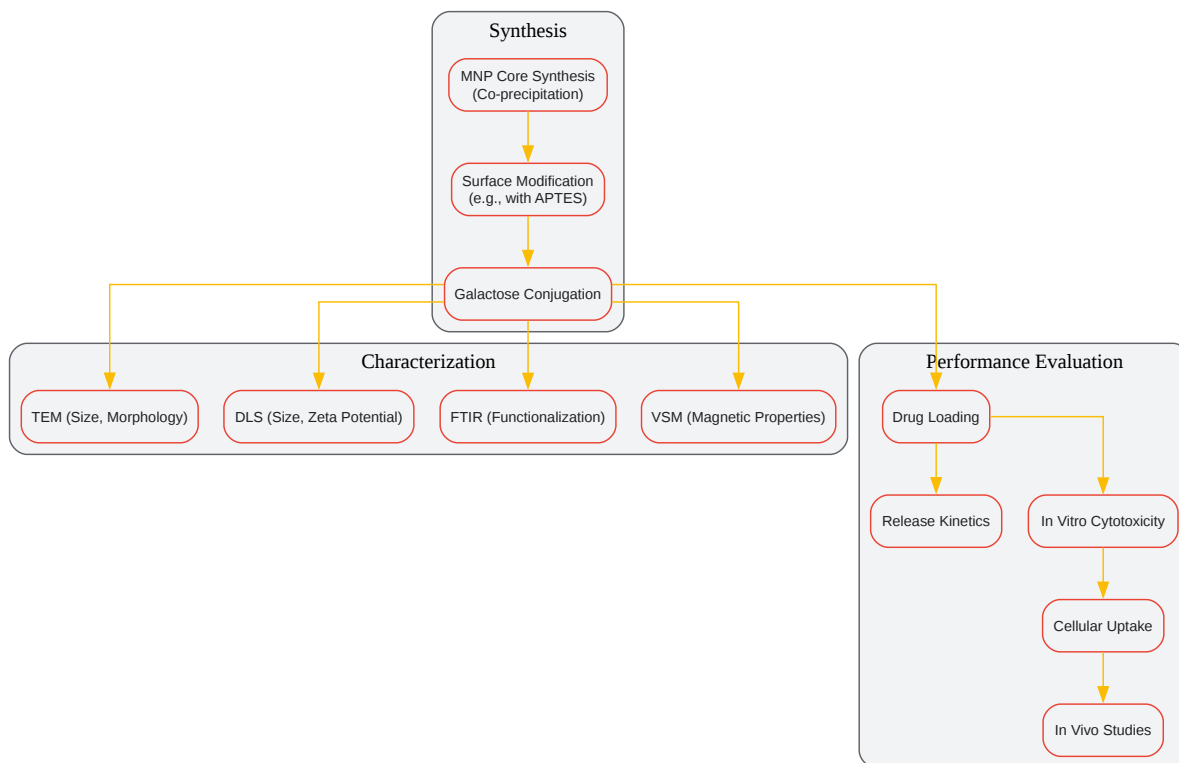 Synthesis
MNP Core Synthesis
(Co-precipitation)
Surface Modification
(e.g., with APTES)
Galactose Conjugation
Characterization
TEM (Size, Morphology)
DLS (Size, Zeta Potential)
FTIR (Functionalization)
VSM (Magnetic Properties)
Performance Evaluation
Drug Loading
Release Kinetics
In Vitro Cytotoxicity
Cellular Uptake
In Vivo Studies